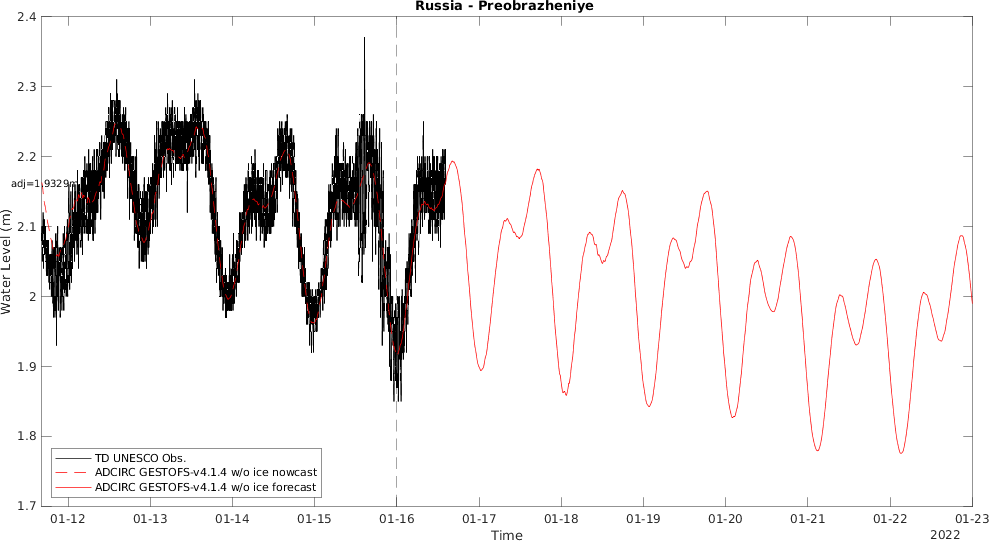 Russia - Preobrazheniye
2.4
2.3
2.2
2.1
2
1.9
1.8
1.7
Water Level (m)
adj=1.9329m
TD UNESCO Obs.
ADCIRC GESTOFS-v4.1.4 w/o ice nowcast
ADCIRC GESTOFS-v4.1.4 w/o ice forecast
01-12 01-13 01-14 01-15 01-16 01-17 01-18 01-19 01-20 01-21 01-22 01-23
Time
2022